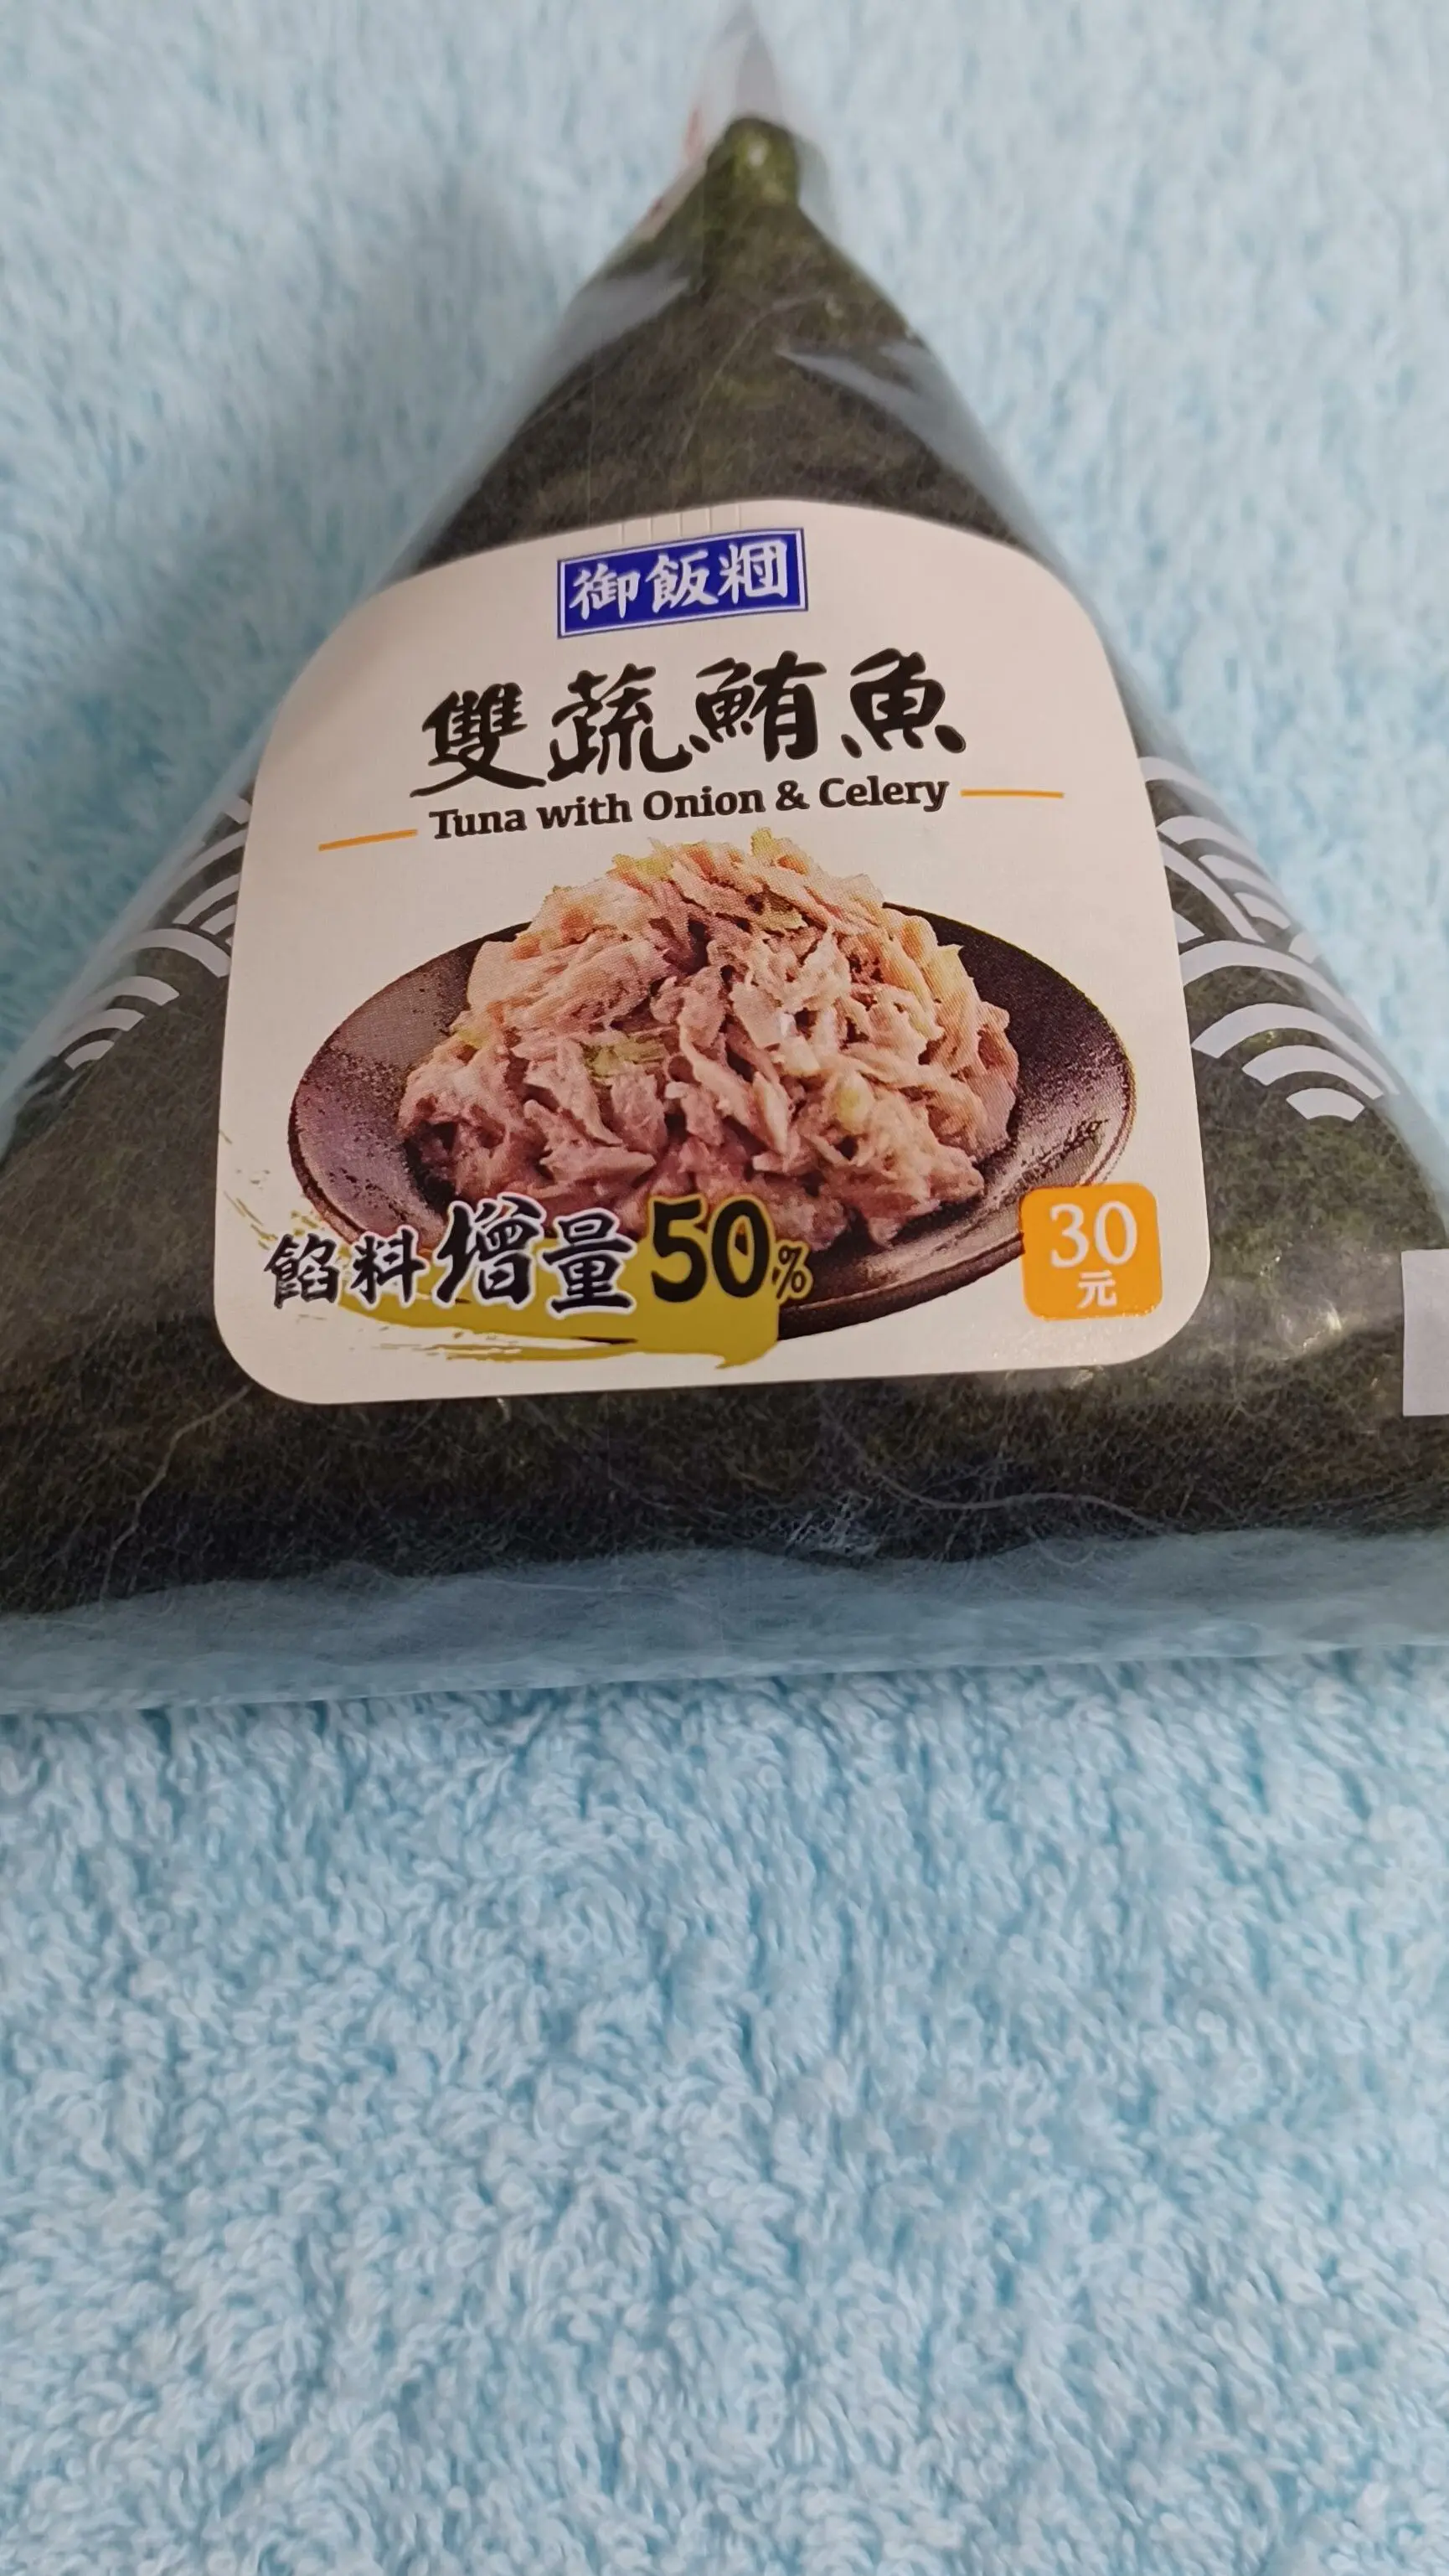 御飯糰
雙蔬鮪魚
Tuna with Onion & Celery
餡料增量50%
30
元